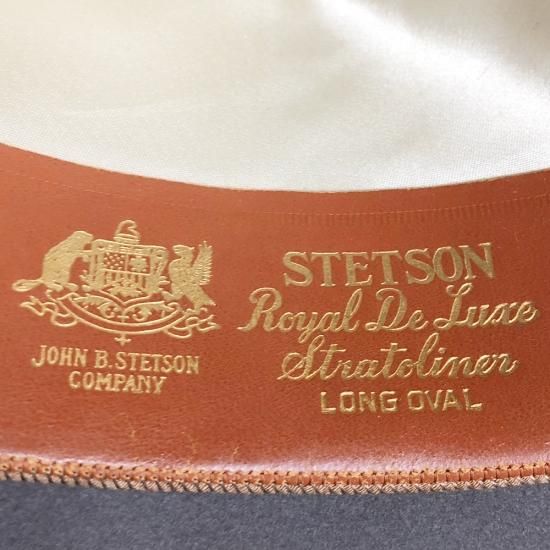 JOHN B. STETSON
COMPANY
STETSON
Royal De Luxe
Stratoliner
LONG OVAL